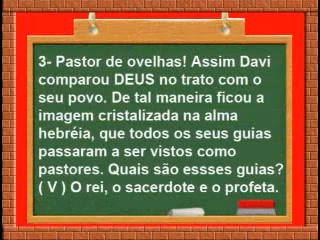 3- Pastor de ovelhas! Assim Davi
comparou DEUS no trato com o
seu povo. De tal maneira ficou a
imagem cristalizada na alma
hebréia, que todos os seus guias
passaram a ser vistos como
pastores. Quais são essses guias?
( V ) O rei, o sacerdote e o profeta.